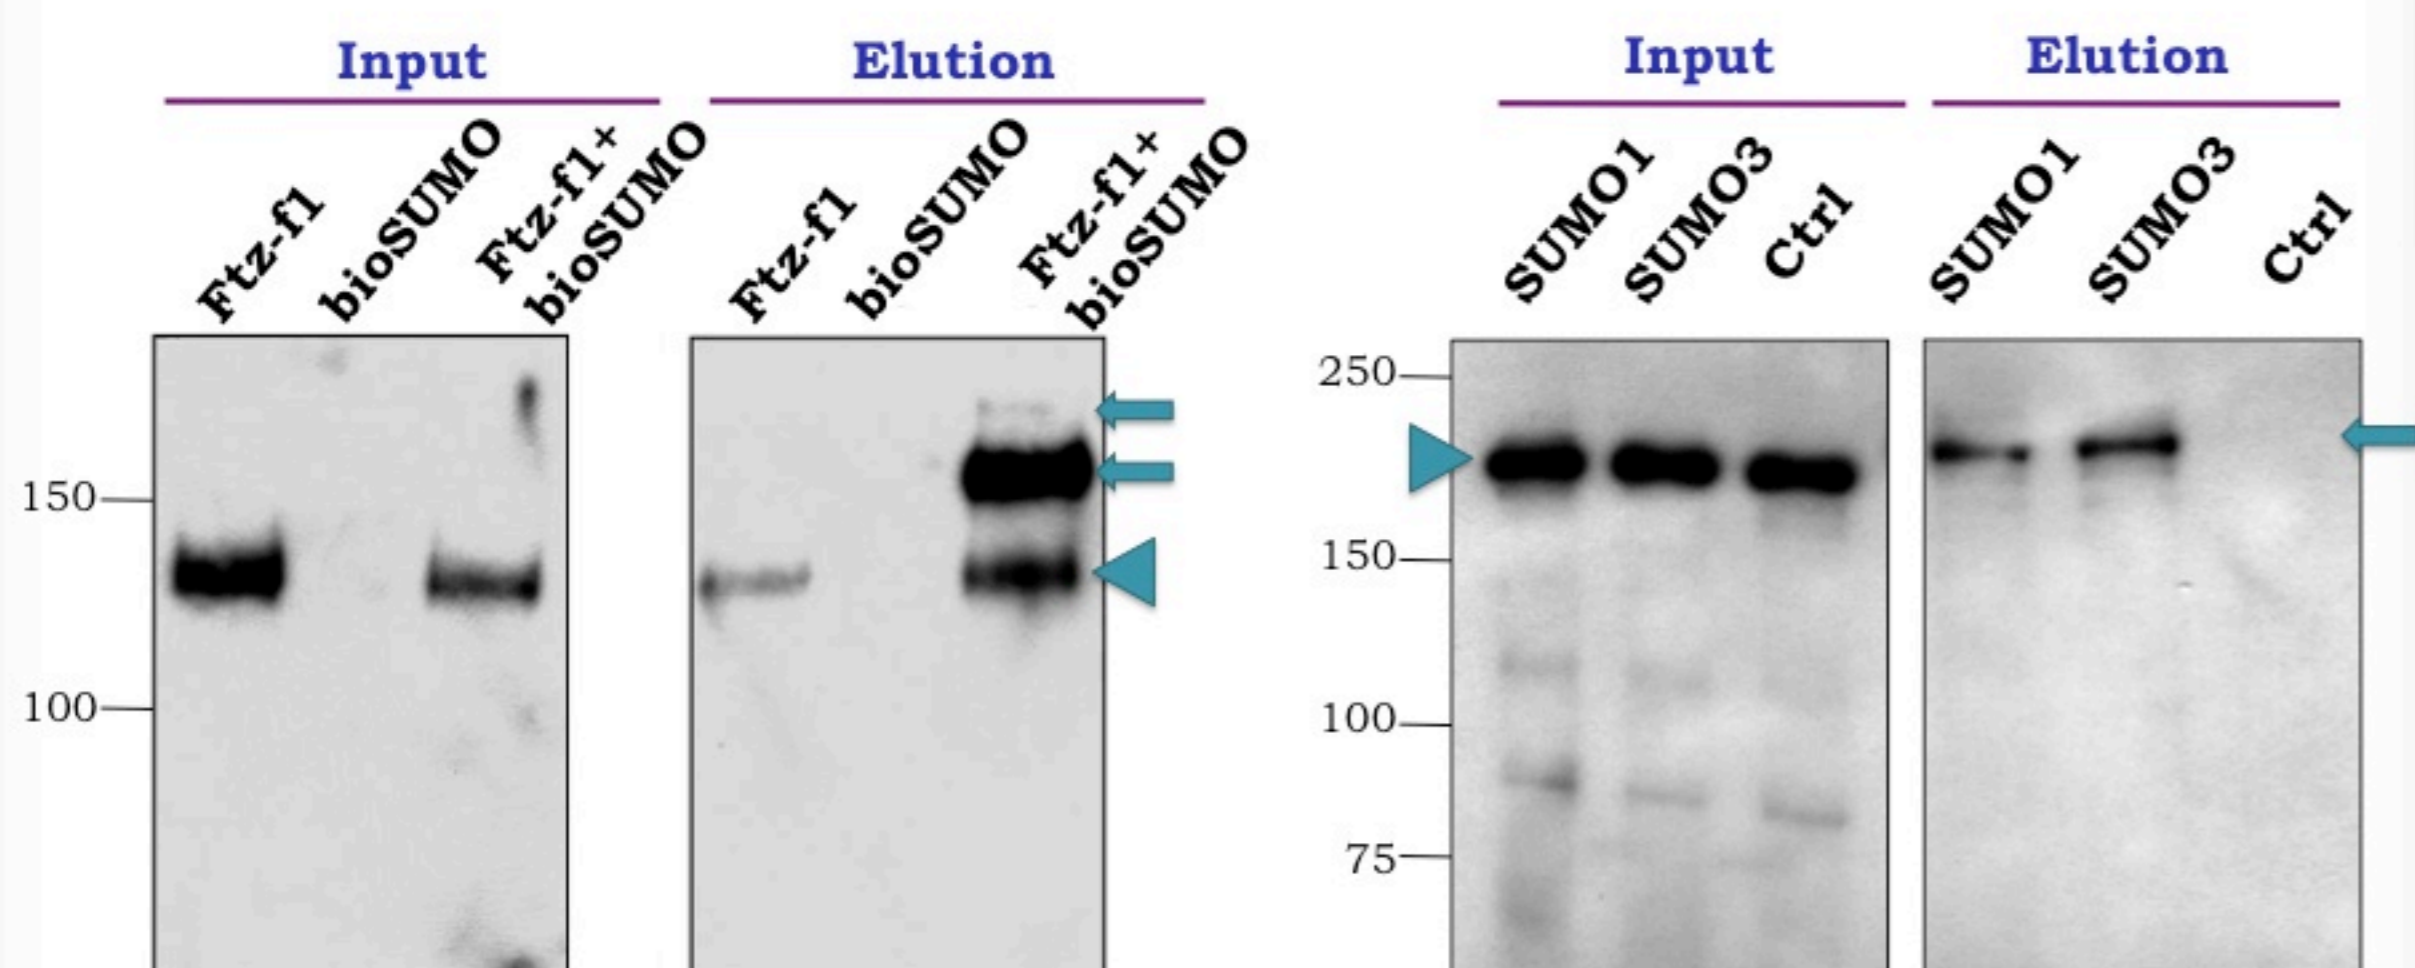 Input
Elution
Ftz-f1
bioSUMO
Ftz-f1+
bioSUMO
Ftz-f1
bioSUMO
Ftz-f1+
bioSUMO
150
100
Input
Elution
SUMO1
SUMO3
Ctrl
SUMO1
SUMO3
Ctrl
250
150
100
75